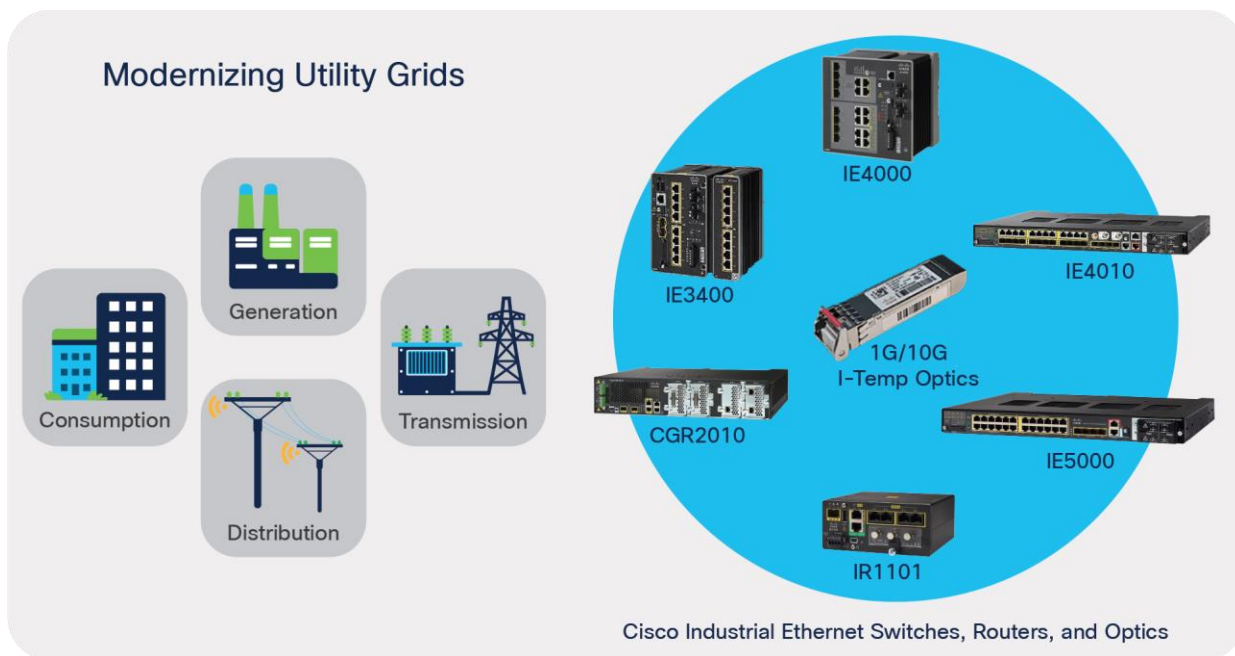 Modernizing Utility Grids
Generation
Consumption
Transmission
Distribution
IE4000
IE3400
IE4010
1G/10G
I-Temp Optics
CGR2010
IE5000
IR1101
Cisco Industrial Ethernet Switches, Routers, and Optics